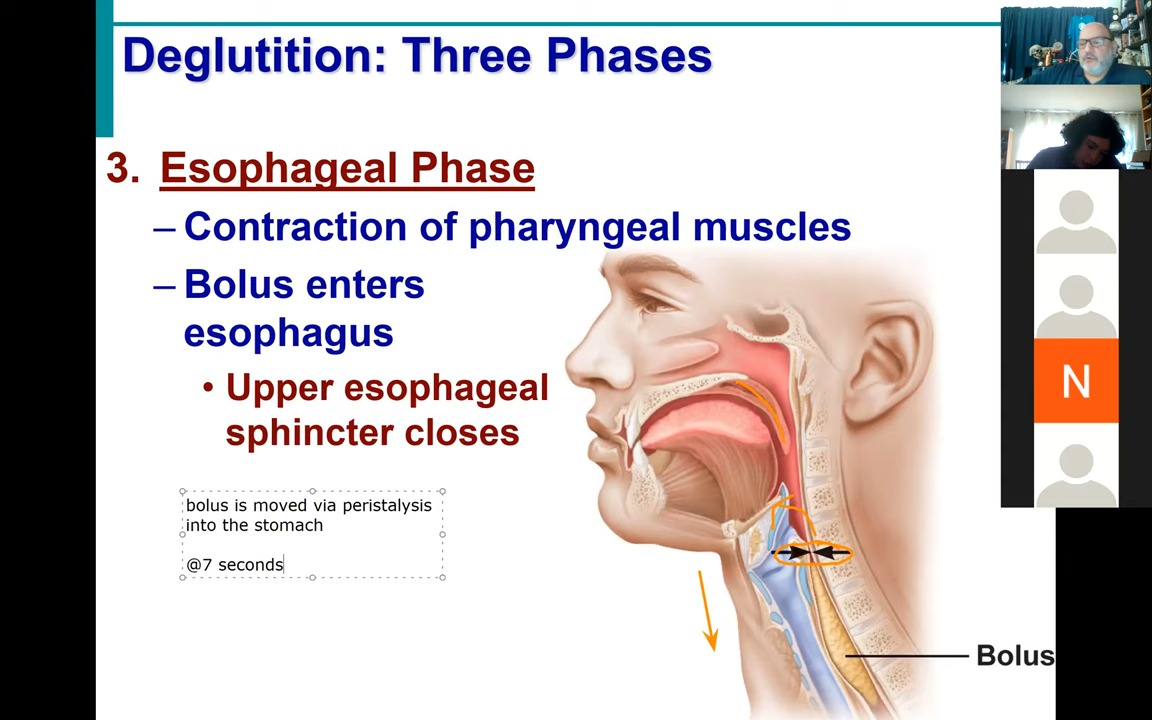 Deglutition: Three Phases
3. Esophageal Phase
– Contraction of pharyngeal muscles
– Bolus enters
esophagus
• Upper esophageal
sphincter closes
bolus is moved via peristalysis
into the stomach
@7 seconds
Bolus
N